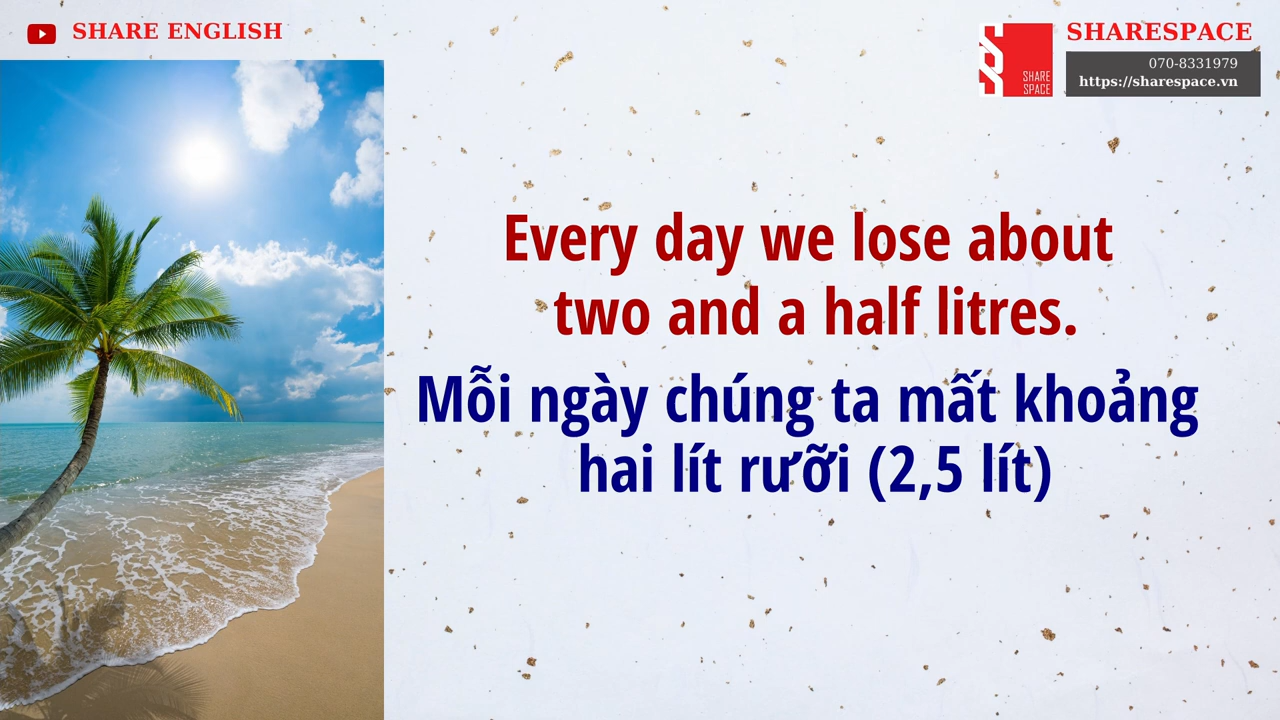 SHARE ENGLISH
SHARESPACE
070-8331979
https://sharespace.vn
SHARE
SPACE
Every day we lose about
two and a half litres.
Mỗi ngày chúng ta mất khoảng
hai lít rưỡi (2,5 lít)